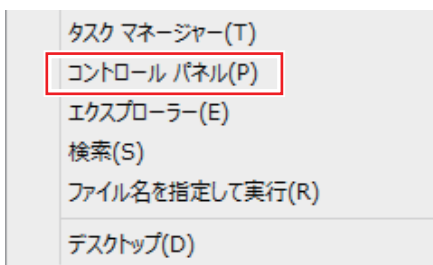 タスク マネージャー(T)
コントロール パネル(P)
エクスプローラー(E)
検索(S)
ファイル名を指定して実行(R)
デスクトップ(D)